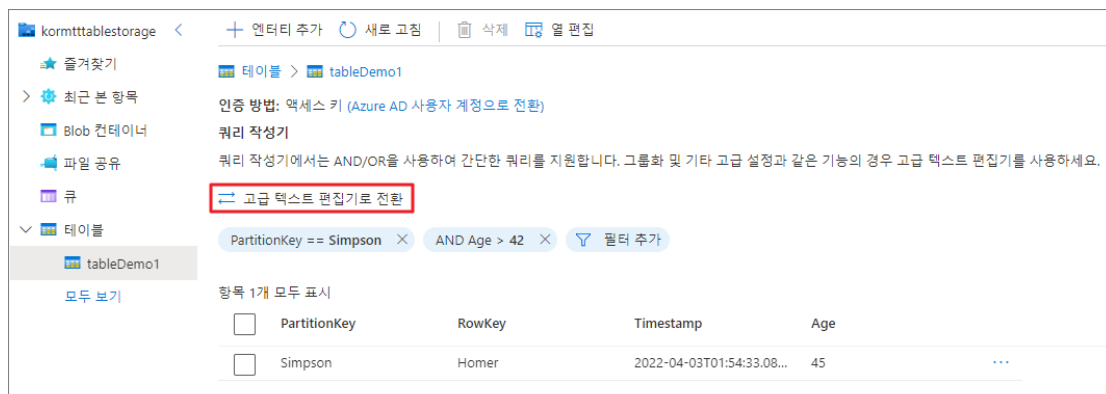 kormtttablestorage
즐겨찾기
최근 본 항목
Blob 컨테이너
파일 공유
큐
테이블
tableDemo1
모두 보기
엔터티 추가 새로 고침 삭제 열 편집
테이블 > tableDemo1
인증 방법: 액세스 키 (Azure AD 사용자 계정으로 전환)
쿼리 작성기
쿼리 작성기에서는 AND/OR을 사용하여 간단한 쿼리를 지원합니다. 그룹화 및 기타 고급 설정과 같은 기능의 경우 고급 텍스트 편집기를 사용하세요.
고급 텍스트 편집기로 전환
PartitionKey == Simpson AND Age > 42 필터 추가
항목 1개 모두 표시
PartitionKey RowKey Timestamp Age
Simpson Homer 2022-04-03T01:54:33.08... 45 ...